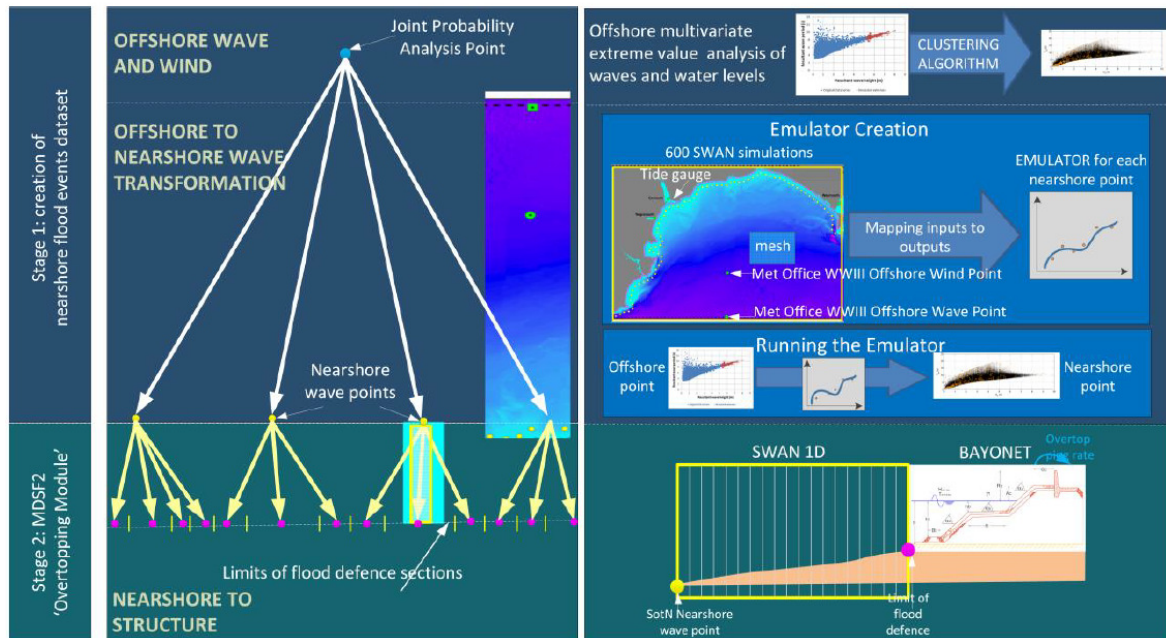 Stage 1: creation of
nearshore flood events dataset
Stage 2: MDSF2
'Overtopping Module'
OFFSHORE WAVE
AND WIND
Joint Probability
Analysis Point
OFFSHORE TO
NEARSHORE WAVE
TRANSFORMATION
Nearshore
wave points
Limits of flood defence sections
NEARSHORE TO
STRUCTURE
Offshore multivariate
extreme value analysis of
waves and water levels
CLUSTERING
ALGORITHM
Emulator Creation
600 SWAN simulations
Tide gauge
mesh
Met Office WWIII Offshore Wind Point
Met Office WWIII Offshore Wave Point
Mapping inputs to
outputs
EMULATOR for each
nearshore point
Running the Emulator
Offshore
point
Nearshore
point
SWAN 1D
BAYONET
Overtop
ping rate
SotN Nearshore
wave point
Limit of
flood
defence